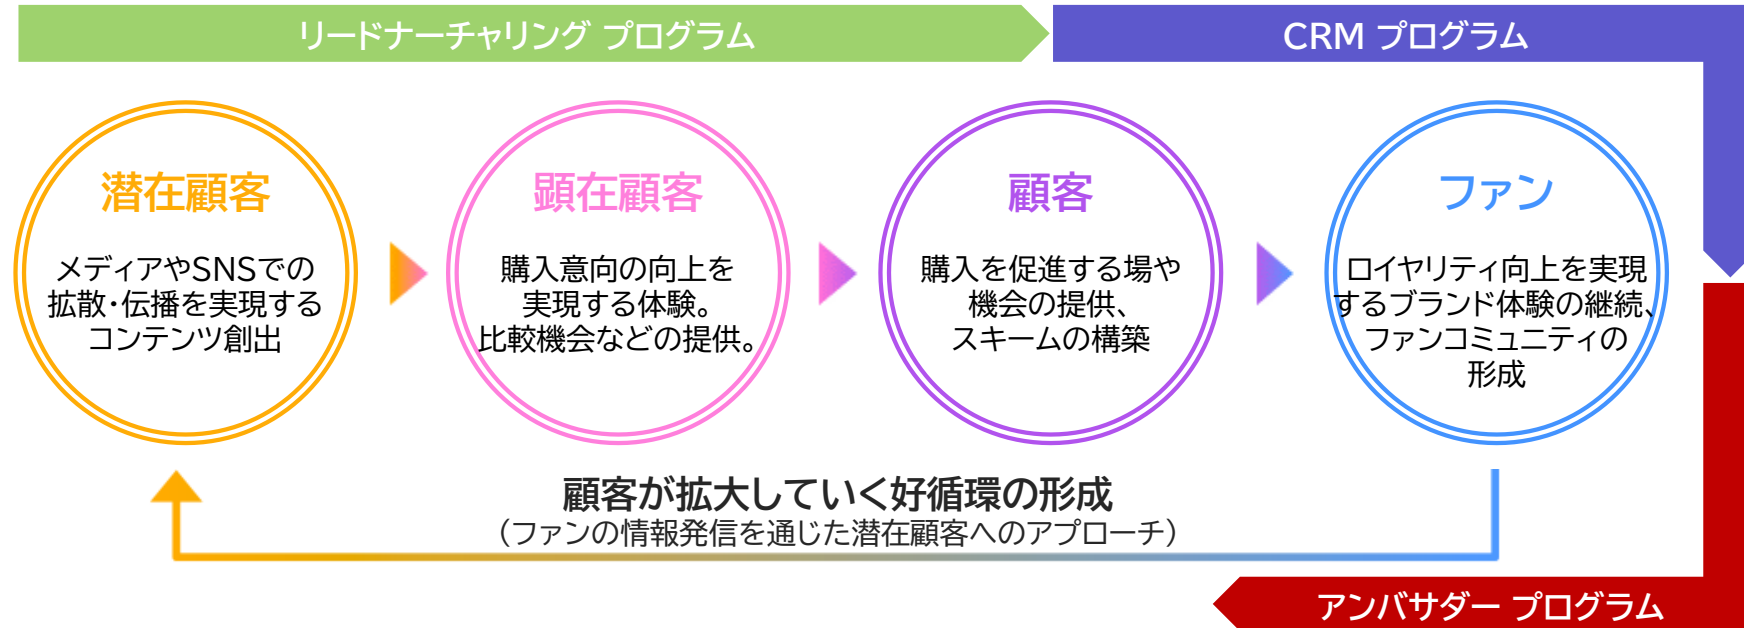 リードナーチャリング プログラム
CRM プログラム
潜在顧客
メディアやSNSでの
拡散・伝播を実現する
コンテンツ創出
顕在顧客
購入意向の向上を
実現する体験。
比較機会などの提供。
顧客
購入を促進する場や
機会の提供、
スキームの構築
ファン
ロイヤリティ向上を実現
するブランド体験の継続、
ファンコミュニティの
形成
顧客が拡大していく好循環の形成
(ファンの情報発信を通じた潜在顧客へのアプローチ)
アンバサダー プログラム